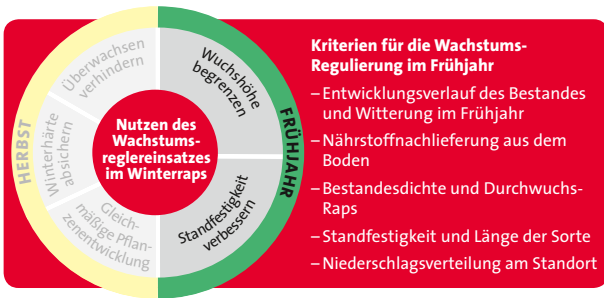 HERBST
Überwachsen
verhindern
Winterhärte
absichern
Gleich-
mäßige Pflan-
zenentwicklung
Nutzen des
Wachstums-
reglereinsatzes
im Winterraps
Wuchshöhe
begrenzen
Standfestigkeit
verbessern
FRÜHJAHR
Kriterien für die Wachstums-
Regulierung im Frühjahr
– Entwicklungsverlauf des Bestandes
und Witterung im Frühjahr
– Nährstoffnachlieferung aus dem
Boden
– Bestandesdichte und Durchwuchs-
Raps
– Standfestigkeit und Länge der Sorte
– Niederschlagsverteilung am Standort